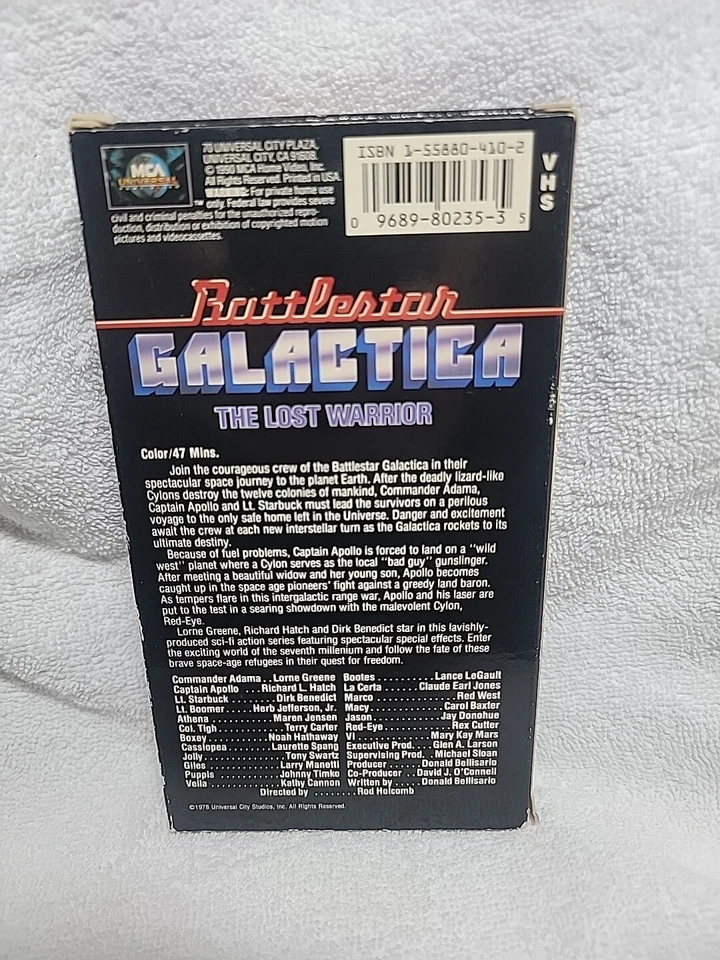 MCA
UNIVERSAL
™
70 UNIVERSAL CITY PLAZA,
UNIVERSAL CITY, CA 91608.
© 1990 MCA Home Video, Inc.
All Rights Reserved. Printed in USA.
For private home use
only. Federal law provides severe
civil and criminal penalties for the unauthorized repro-
duction, distribution or exhibition of copyrighted motion
pictures and videocassettes.
ISBN 1-55880-410-2
0 9689-80235-3 5
VHS
Battlestar
GALACTICA
THE LOST WARRIOR
Color/47 Mins.
Join the courageous crew of the Battlestar Galactica in their
spectacular space journey to the planet Earth. After the deadly lizard-like
Cylons destroy the twelve colonies of mankind, Commander Adama,
Captain Apollo and Lt. Starbuck must lead the survivors on a perilous
voyage to the only safe home left in the Universe. Danger and excitement
await the crew at each new interstellar turn as the Galactica rockets to its
ultimate destiny.
Because of fuel problems, Captain Apollo is forced to land on a "wild
west" planet where a Cylon serves as the local "bad guy" gunslinger.
After meeting a beautiful widow and her young son, Apollo becomes
caught up in the space age pioneers' fight against a greedy land baron.
As tempers flare in this intergalactic range war, Apollo and his laser are
put to the test in a searing showdown with the malevolent Cylon,
Red-Eye.
Lorne Greene, Richard Hatch and Dirk Benedict star in this lavishly-
produced sci-fi action series featuring spectacular special effects. Enter
the exciting world of the seventh millenium and follow the fate of these
brave space-age refugees in their quest for freedom.
Commander Adama . . Lorne Greene
Captain Apollo . . . Richard L. Hatch
Lt. Starbuck . . . . . . . Dirk Benedict
Lt. Boomer . . . . Herb Jefferson, Jr.
Athena . . . . . . . . . . Maren Jensen
Col. Tigh . . . . . . . . . . Terry Carter
Boxey . . . . . . . . . Noah Hathaway
Cassiopea . . . . . . Laurette Spang
Jolly . . . . . . . . . . . . Tony Swartz
Giles . . . . . . . . . . . Larry Manetti
Puppis . . . . . . . . . Johnny Timko
Vella . . . . . . . . . . Kathy Cannon
Bootes . . . . . . . . . . Lance LeGault
La Certa . . . . . . Claude Earl Jones
Marco . . . . . . . . . . . . . Red West
Macy . . . . . . . . . . . . Carol Baxter
Jason . . . . . . . . . . . Jay Donohue
Red-Eye . . . . . . . . . . . Rex Cutter
VI . . . . . . . . . . . . Mary Kay Mars
Executive Prod. . . . Glen A. Larson
Supervising Prod. . Michael Sloan
Producer . . . . . . Donald Bellisario
Co-Producer . . David J. O'Connell
Written by . . . . . Donald Bellisario
Directed by . . . . . . . . Rod Holcomb
©1978 Universal City Studios, Inc. All Rights Reserved.